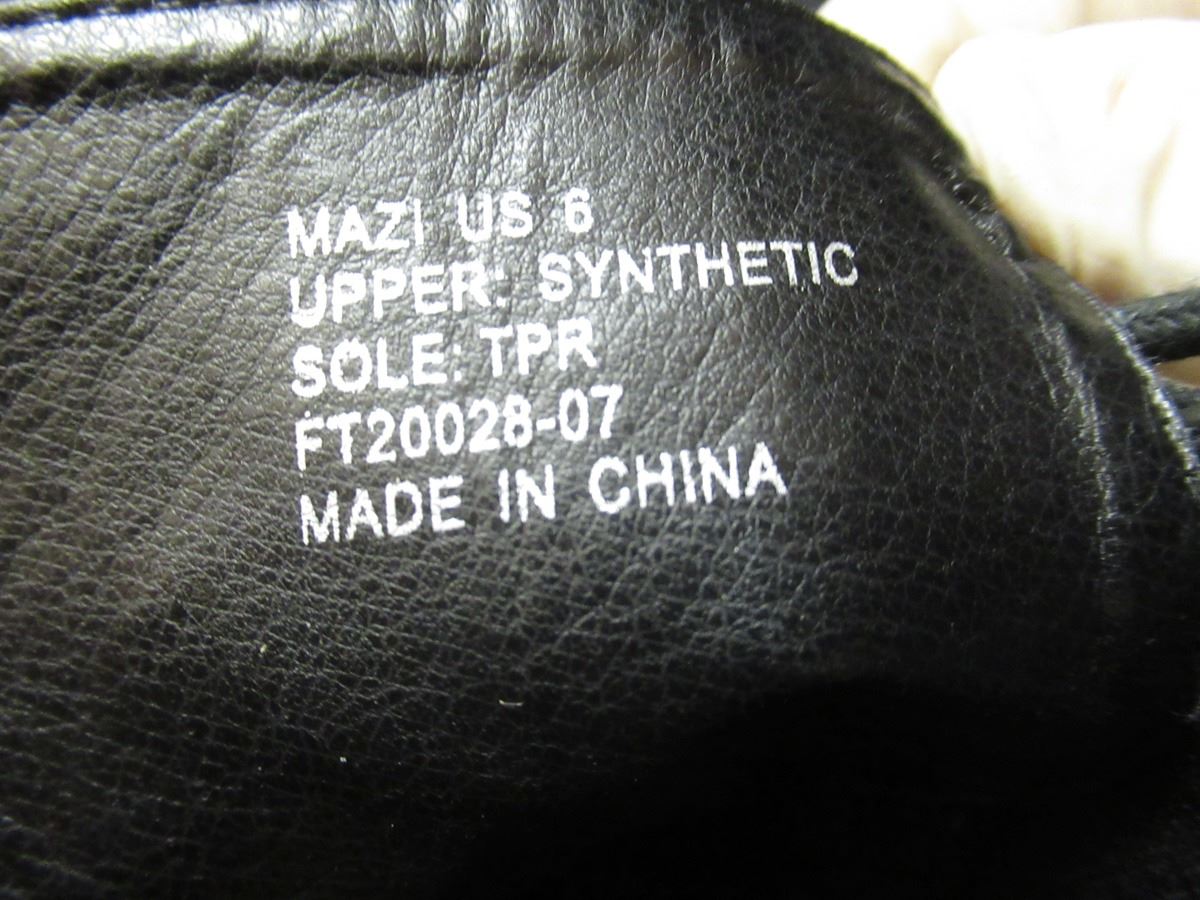 MAZI US 6
UPPER: SYNTHETIC
SOLE: TPR
FT20028-07
MADE IN CHINA